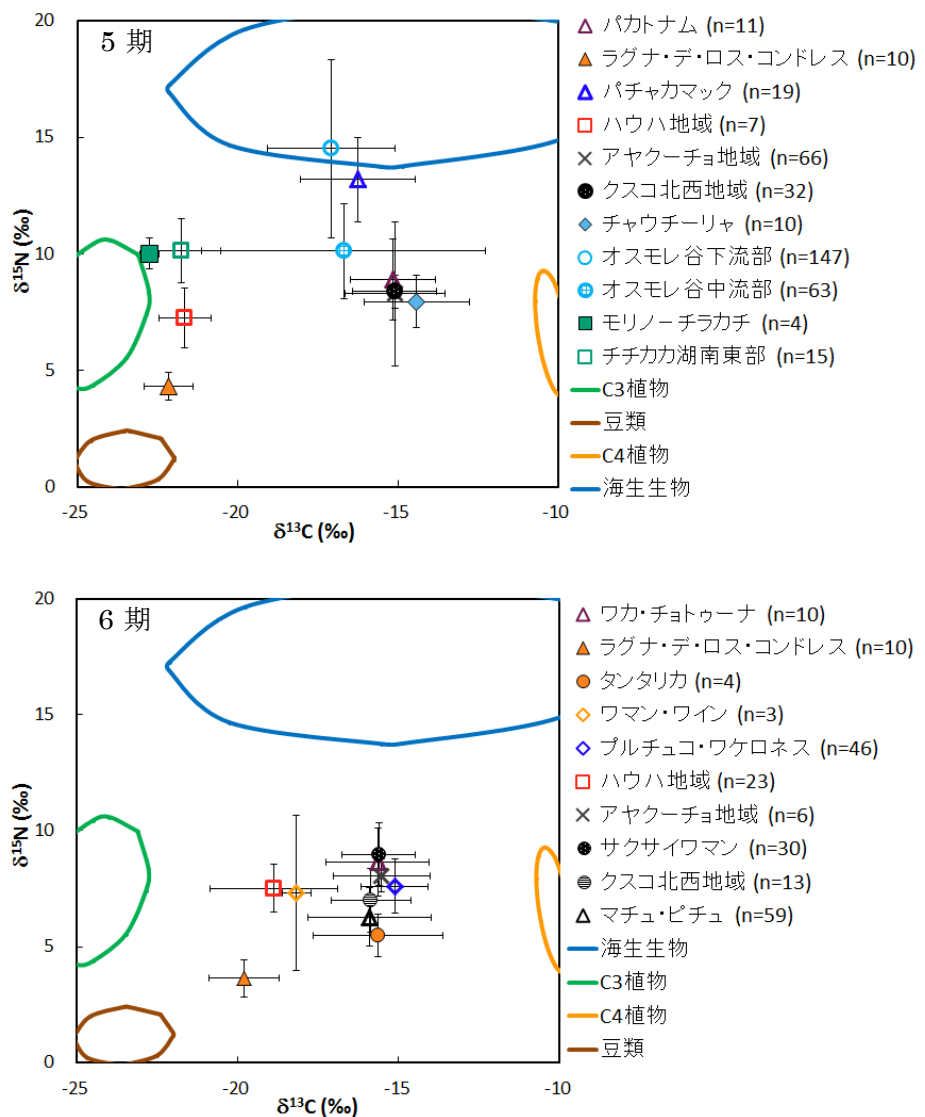 5 期
20
15
10
5
0
δ¹⁵N (‰)
-25
-20
-15
-10
δ¹³C (‰)
パカトナム (n=11)
ラグナ・デ・ロス・コンドレス (n=10)
パチャカマック (n=19)
ハウハ地域 (n=7)
アヤクーチョ地域 (n=66)
クスコ北西地域 (n=32)
チャウチーリャ (n=10)
オスモレ谷下流部 (n=147)
オスモレ谷中流部 (n=63)
モリノーチラカチ (n=4)
チチカカ湖南東部 (n=15)
C3植物
豆類
C4植物
海生生物
6 期
20
15
10
5
0
δ¹⁵N (‰)
-25
-20
-15
-10
δ¹³C (‰)
ワカ・チョトゥーナ (n=10)
ラグナ・デ・ロス・コンドレス (n=10)
タンタリカ (n=4)
ワマン・ワイン (n=3)
プルチュコ・ワケロネス (n=46)
ハウハ地域 (n=23)
アヤクーチョ地域 (n=6)
サクサイワマン (n=30)
クスコ北西地域 (n=13)
マチュ・ピチュ (n=59)
海生生物
C3植物
C4植物
豆類